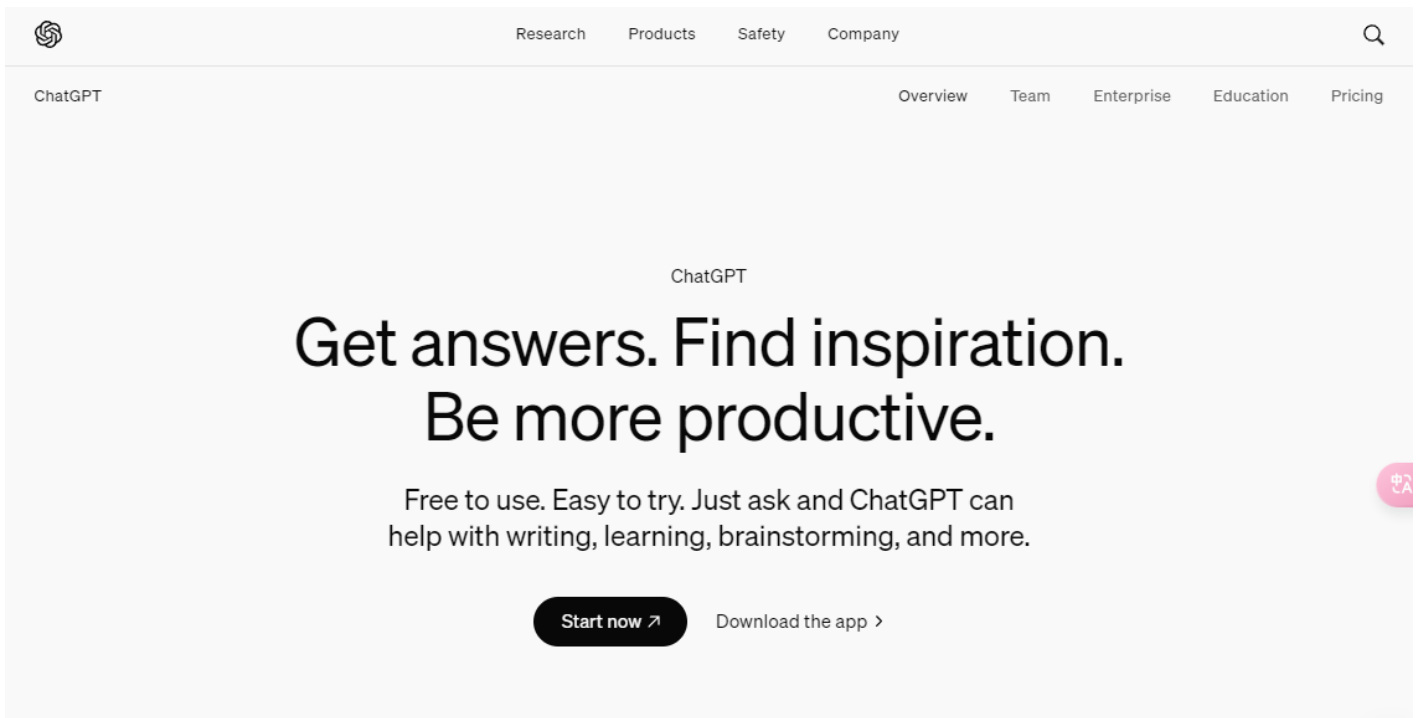 Research Products Safety Company
ChatGPT Overview Team Enterprise Education Pricing
ChatGPT
Get answers. Find inspiration.
Be more productive.
Free to use. Easy to try. Just ask and ChatGPT can
help with writing, learning, brainstorming, and more.
Start now ↗ Download the app >
中 A